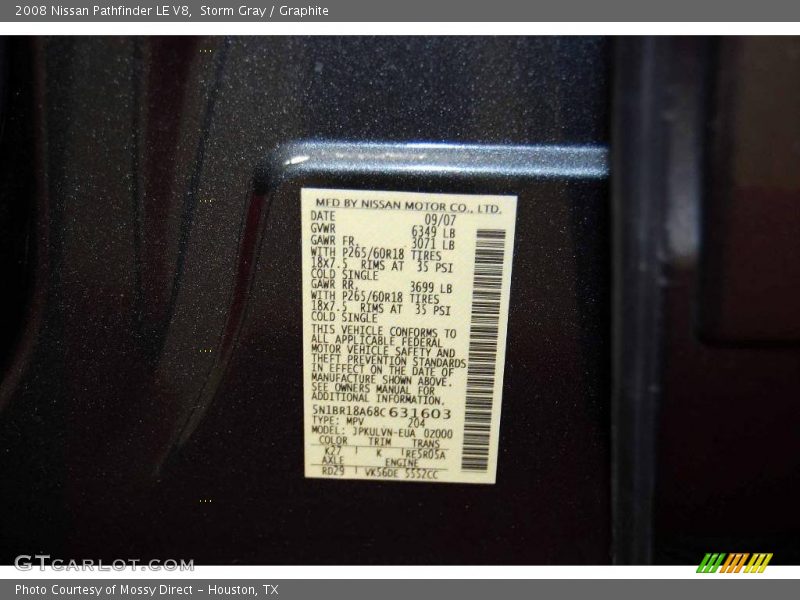 2008 Nissan Pathfinder LE V8,  Storm Gray / Graphite
MFD BY NISSAN MOTOR CO., LTD.
DATE 09/07
GVWR 6349 LB
GAWR FR. 3071 LB
WITH P265/60R18 TIRES
18X7.5 RIMS AT 35 PSI
COLD SINGLE
GAWR RR. 3699 LB
WITH P265/60R18 TIRES
18X7.5 RIMS AT 35 PSI
COLD SINGLE
THIS VEHICLE CONFORMS TO
ALL APPLICABLE FEDERAL
MOTOR VEHICLE SAFETY AND
THEFT PREVENTION STANDARDS
IN EFFECT ON THE DATE OF
MANUFACTURE SHOWN ABOVE.
SEE OWNERS MANUAL FOR
ADDITIONAL INFORMATION.
5N1BR18A68C631603
TYPE: MPV 204
MODEL: JPKULVN-EUA 02000
COLOR TRIM TRANS
K27 K RE5R05A
AXLE ENGINE
RD29 VK56DE 5552CC
GTCARLOT.COM
Photo Courtesy of Mossy Direct – Houston, TX